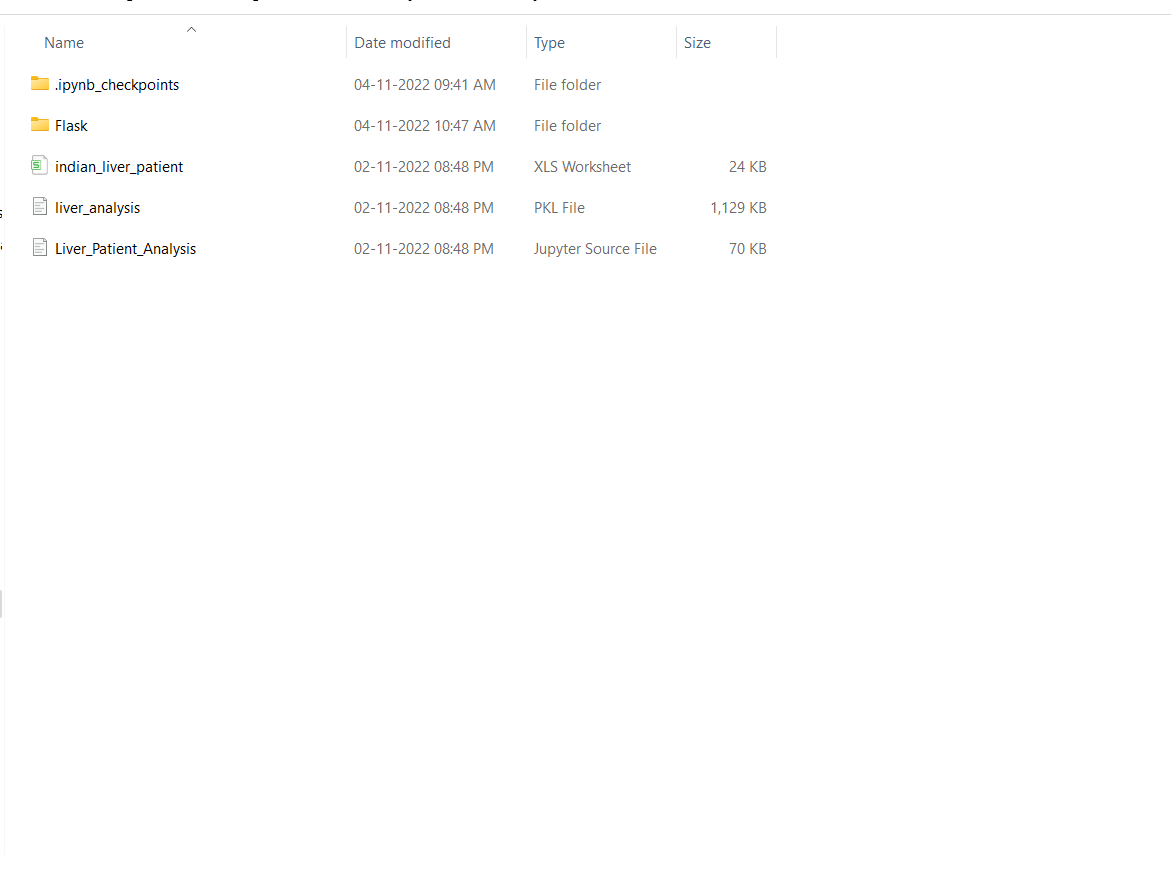 Name Date modified Type Size
.ipynb_checkpoints 04-11-2022 09:41 AM File folder
Flask 04-11-2022 10:47 AM File folder
indian_liver_patient 02-11-2022 08:48 PM XLS Worksheet 24 KB
liver_analysis 02-11-2022 08:48 PM PKL File 1,129 KB
Liver_Patient_Analysis 02-11-2022 08:48 PM Jupyter Source File 70 KB